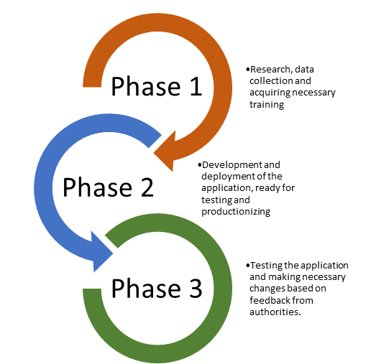 Phase 1
•Research, data
collection and
acquiring necessary
training
Phase 2
•Development and
deployment of the
application, ready for
testing and
productionizing
Phase 3
•Testing the application
and making necessary
changes based on
feedback from
authorities.